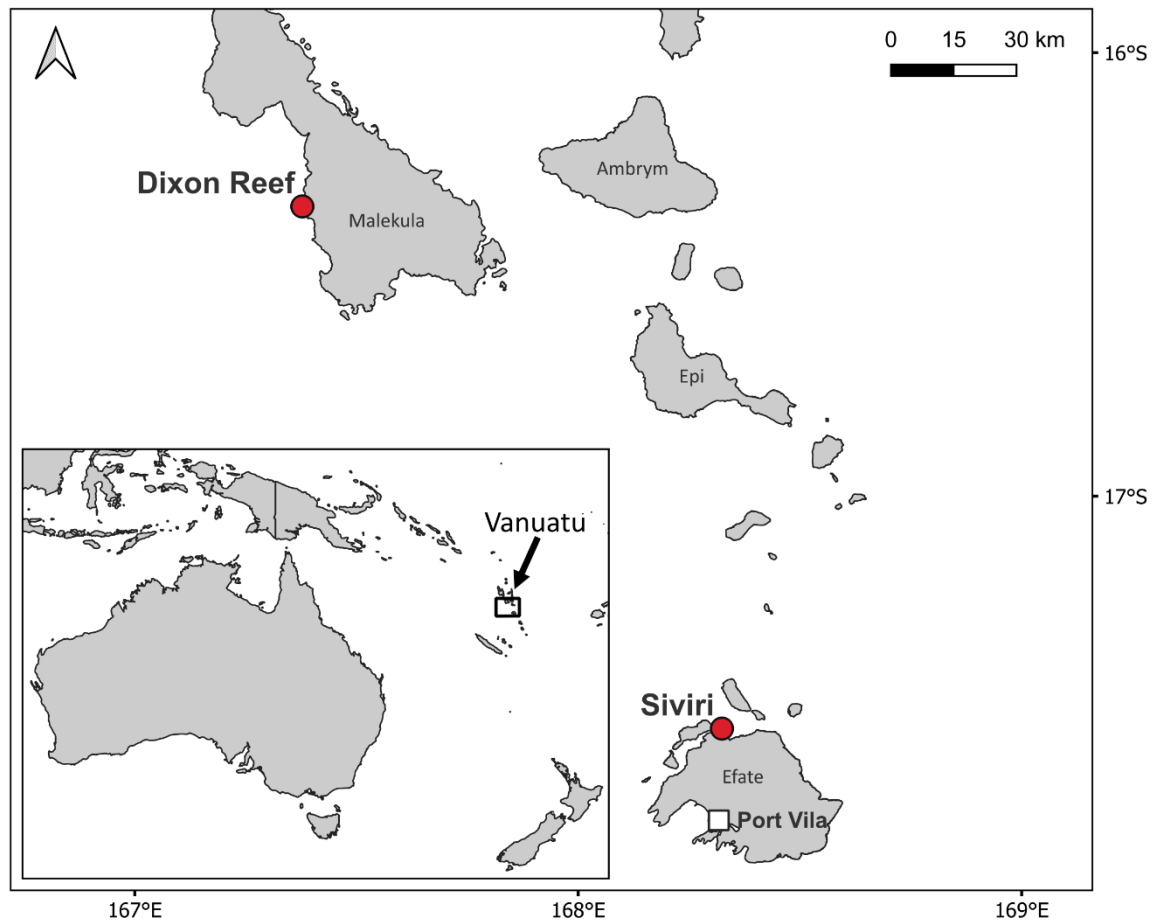 0 15 30 km
16°S
Dixon Reef
Ambrym
Malekula
Epi
17°S
Vanuatu
Siviri
Efate
Port Vila
167°E 168°E 169°E